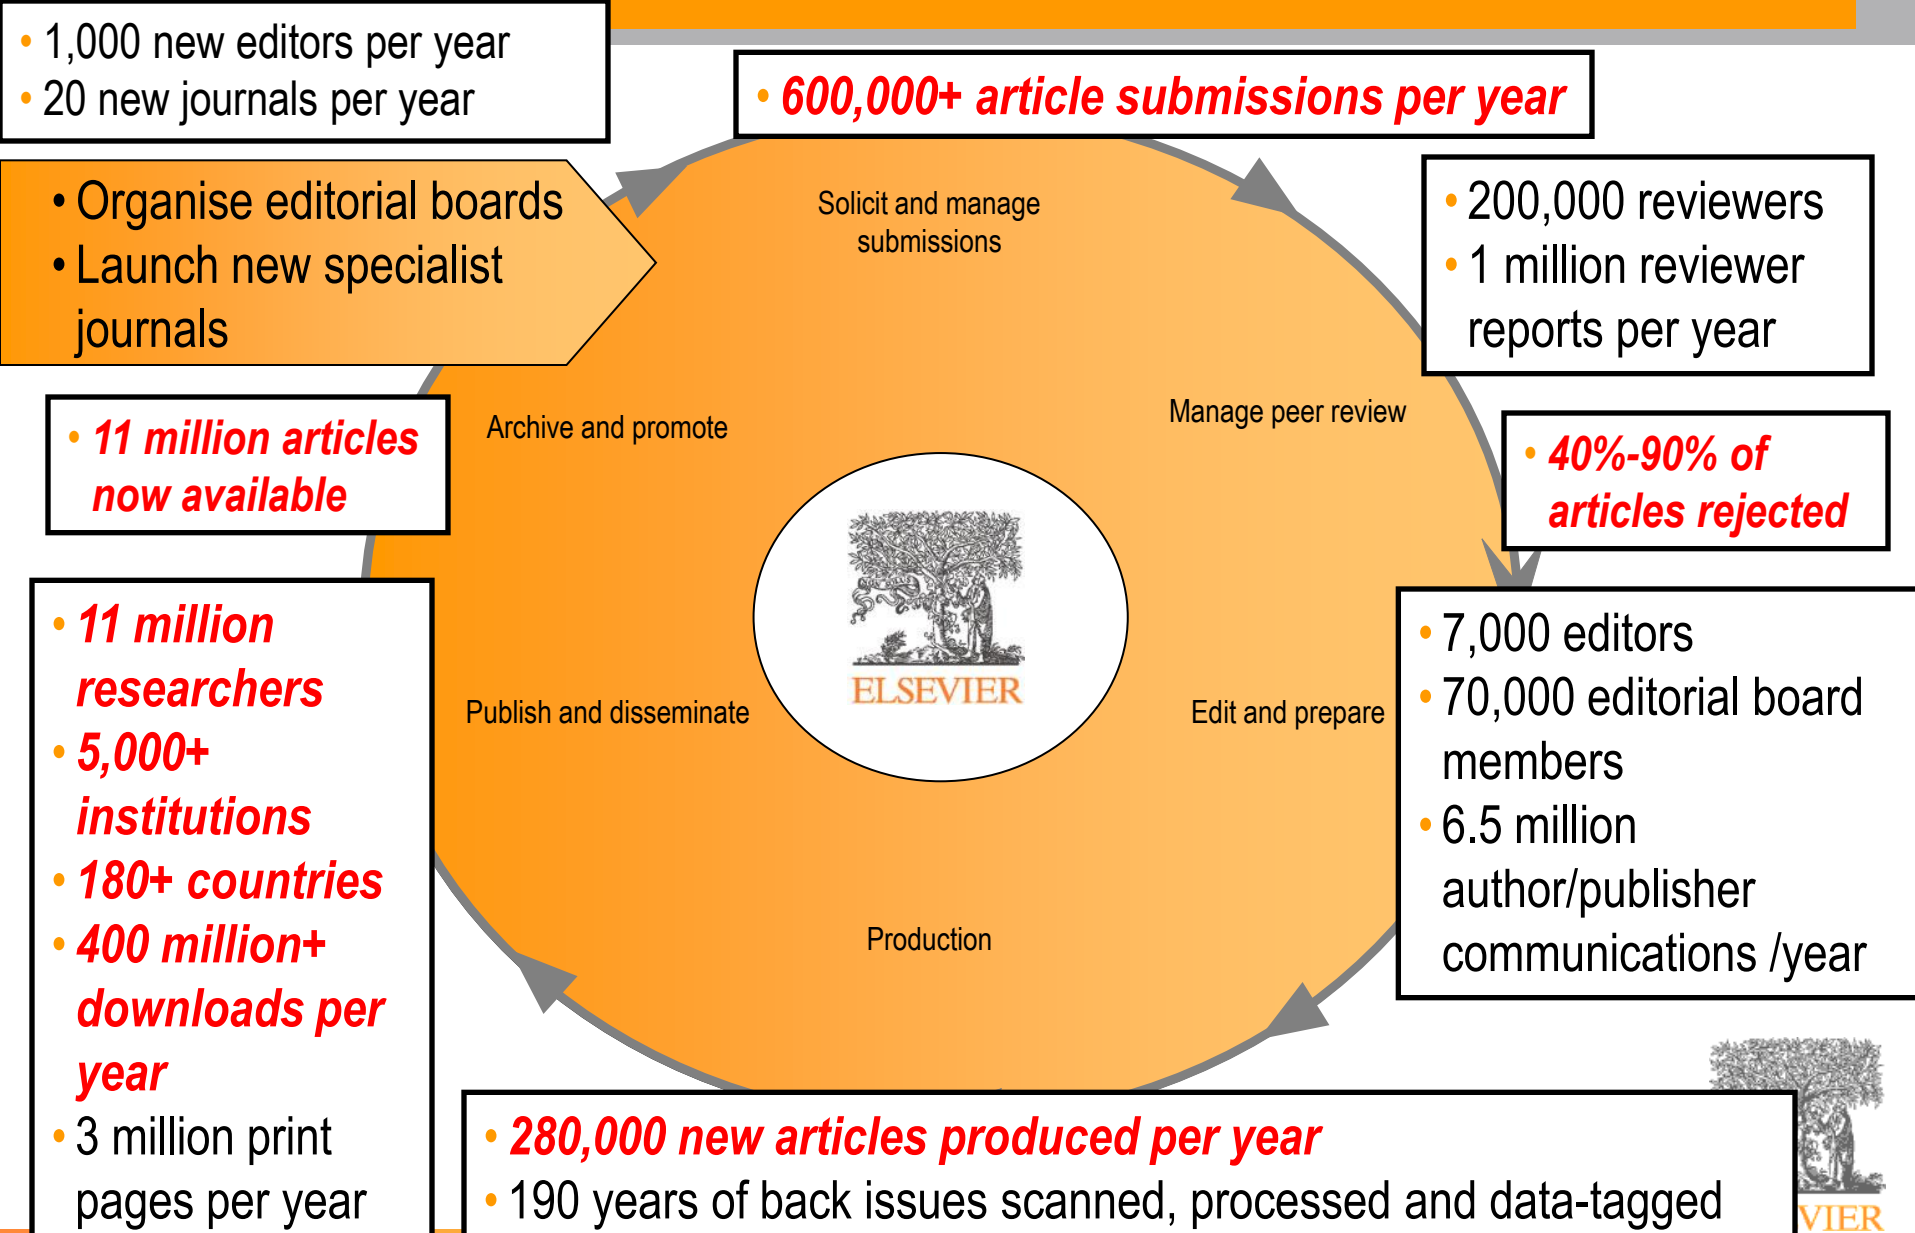 • 1,000 new editors per year
• 20 new journals per year
• 600,000+ article submissions per year
• Organise editorial boards
• Launch new specialist
journals
Solicit and manage
submissions
• 200,000 reviewers
• 1 million reviewer
reports per year
Archive and promote
Manage peer review
• 11 million articles
now available
• 40%-90% of
articles rejected
ELSEVIER
• 11 million
researchers
• 5,000+
institutions
• 180+ countries
• 400 million+
downloads per
year
• 3 million print
pages per year
Publish and disseminate
Edit and prepare
• 7,000 editors
• 70,000 editorial board
members
• 6.5 million
author/publisher
communications /year
Production
• 280,000 new articles produced per year
• 190 years of back issues scanned, processed and data-tagged
VIER